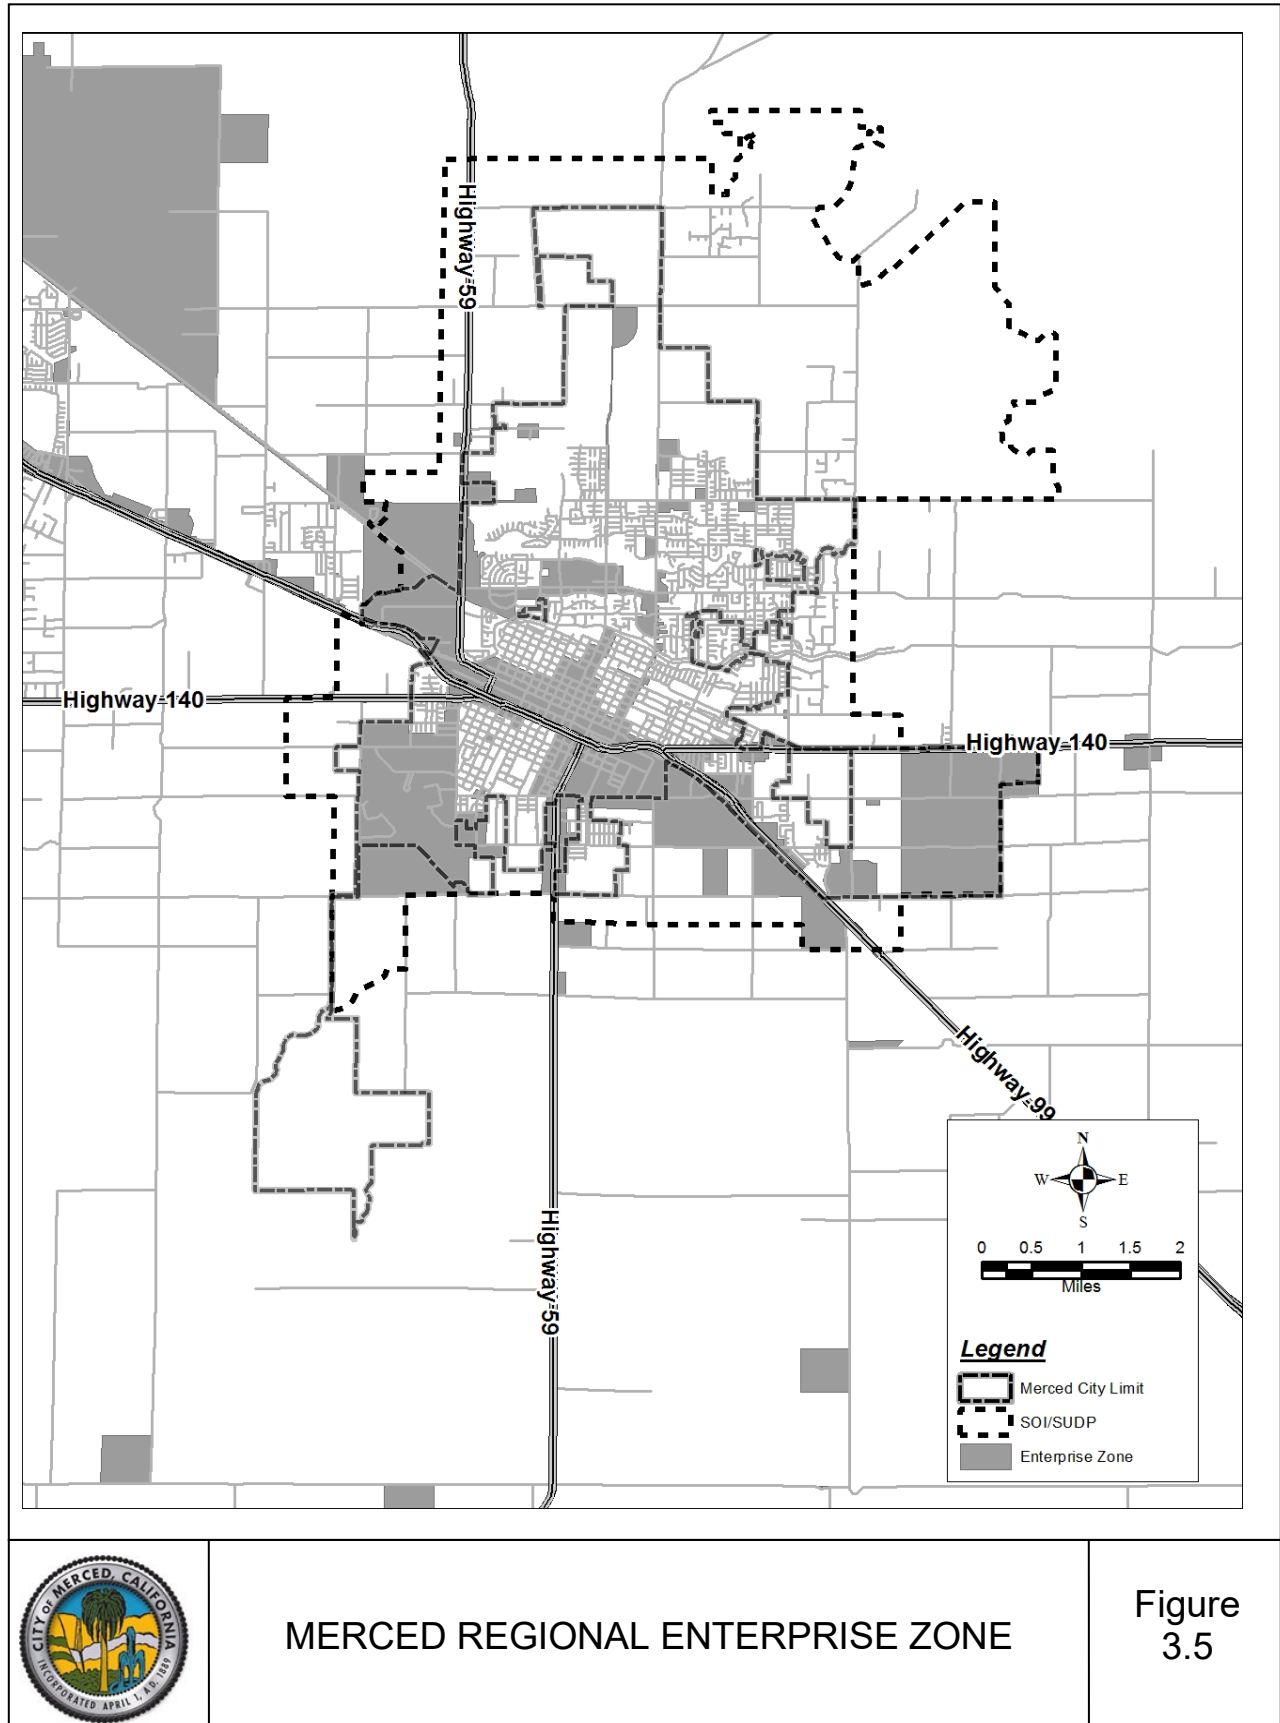 Highway 59
Highway 140
Highway 140
Highway 99
Highway 59
N
W E
S
0 0.5 1 1.5 2
Miles
Legend
Merced City Limit
SOI/SUDP
Enterprise Zone
CITY OF MERCED, CALIFORNIA
INCORPORATED APRIL 1, A.D. 1889
MERCED REGIONAL ENTERPRISE ZONE
Figure
3.5